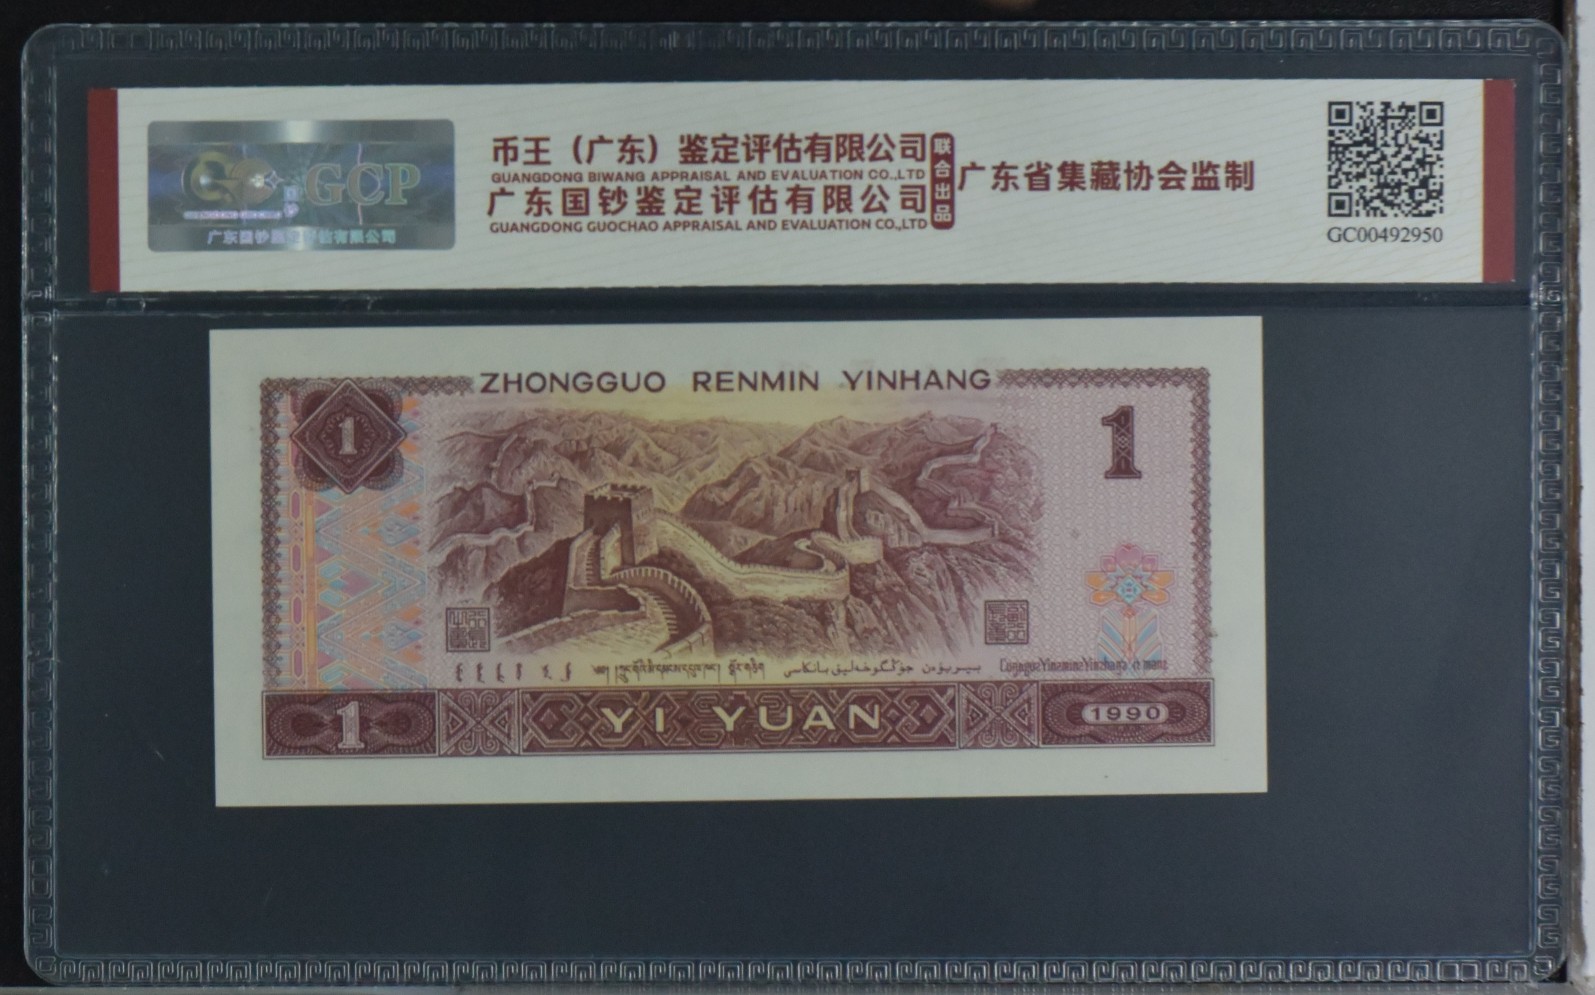 GCP
广东国钞鉴定评估有限公司
币王（广东）鉴定评估有限公司
GUANGDONG BIWANG APPRAISAL AND EVALUATION CO.,LTD
广东国钞鉴定评估有限公司
GUANGDONG GUOCHAO APPRAISAL AND EVALUATION CO.,LTD
联合出品
广东省集藏协会监制
GC00492950
ZHONGGUO RENMIN YINHANG
1
1
1
YI YUAN
1990